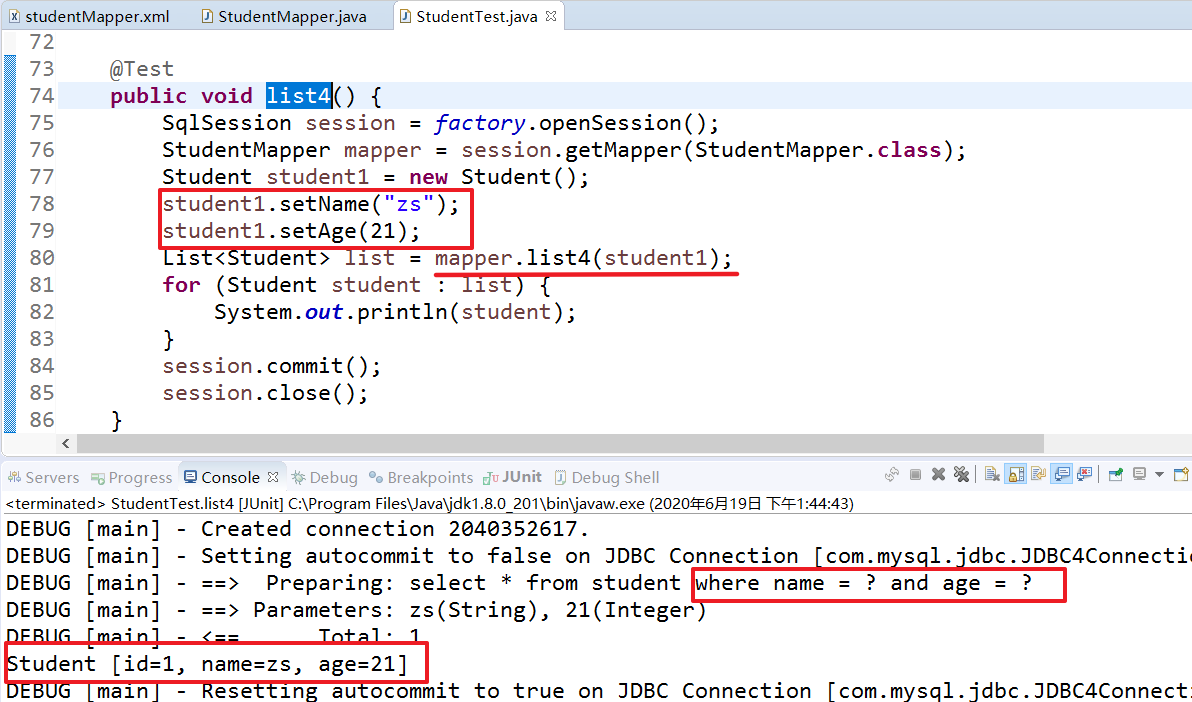 studentMapper.xml StudentMapper.java StudentTest.java
72
73 @Test
74 public void list4() {
75 SqlSession session = factory.openSession();
76 StudentMapper mapper = session.getMapper(StudentMapper.class);
77 Student student1 = new Student();
78 student1.setName("zs");
79 student1.setAge(21);
80 List<Student> list = mapper.list4(student1);
81 for (Student student : list) {
82 System.out.println(student);
83 }
84 session.commit();
85 session.close();
86 }
Servers Progress Console Debug Breakpoints JUnit Debug Shell
<terminated> StudentTest.list4 [JUnit] C:\Program Files\Java\jdk1.8.0_201\bin\javaw.exe (2020年6月19日 下午1:44:43)
DEBUG [main] - Created connection 2040352617.
DEBUG [main] - Setting autocommit to false on JDBC Connection [com.mysql.jdbc.JDBC4Connectio
DEBUG [main] - ==>  Preparing: select * from student where name = ? and age = ?
DEBUG [main] - ==> Parameters: zs(String), 21(Integer)
DEBUG [main] - <==      Total: 1
Student [id=1, name=zs, age=21]
DEBUG [main] - Resetting autocommit to true on JDBC Connection [com.mysql.jdbc.JDBC4Connecti